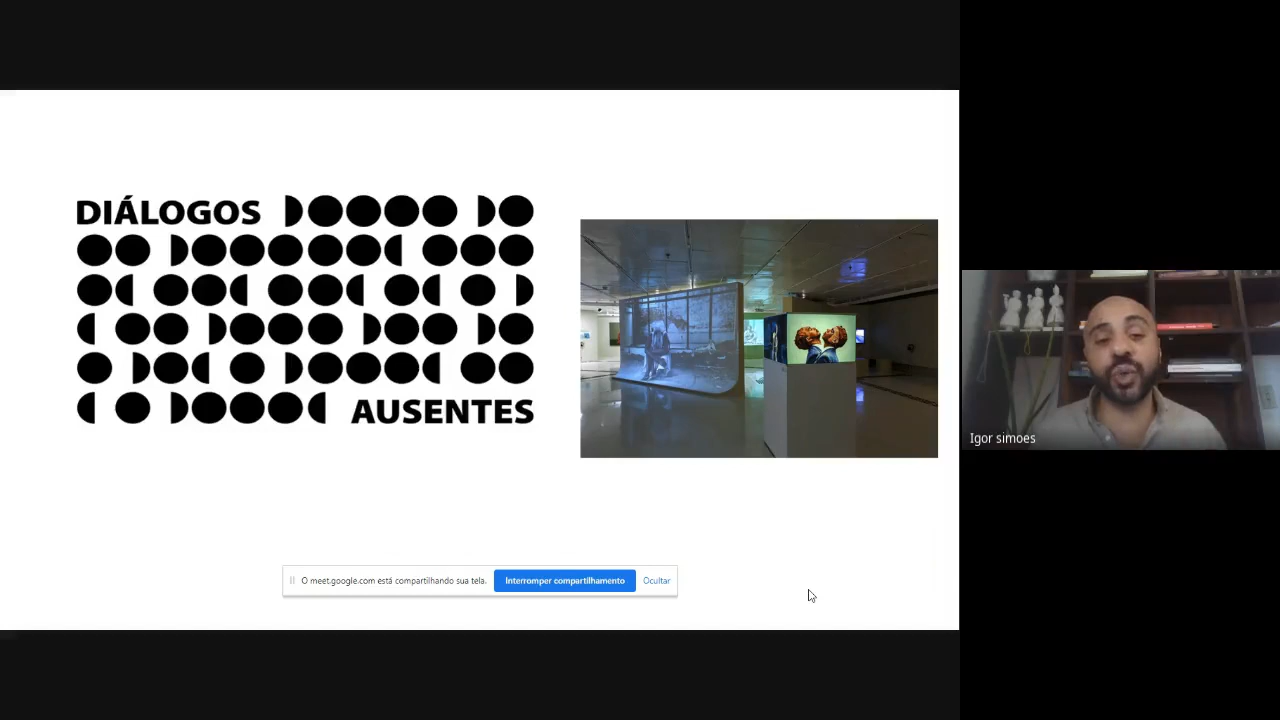 DIÁLOGOS
AUSENTES
O meet.google.com está compartilhando sua tela.
Interromper compartilhamento
Ocultar
Igor simoes